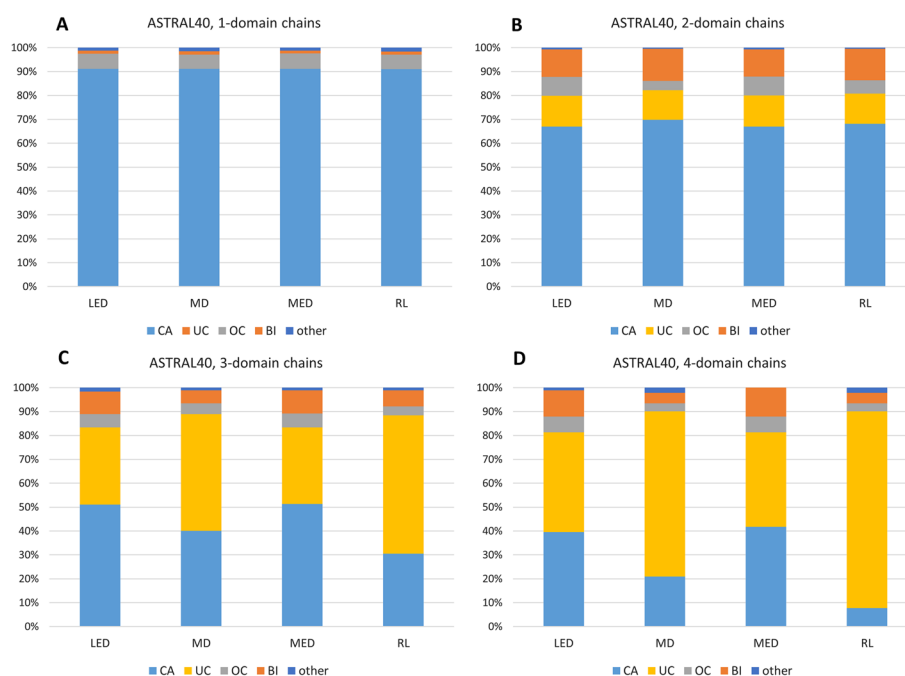 A
ASTRAL40, 1-domain chains
100%
90%
80%
70%
60%
50%
40%
30%
20%
10%
0%
LED MD MED RL
CA UC OC BI other
B
ASTRAL40, 2-domain chains
100%
90%
80%
70%
60%
50%
40%
30%
20%
10%
0%
LED MD MED RL
CA UC OC BI other
C
ASTRAL40, 3-domain chains
100%
90%
80%
70%
60%
50%
40%
30%
20%
10%
0%
LED MD MED RL
CA UC OC BI other
D
ASTRAL40, 4-domain chains
100%
90%
80%
70%
60%
50%
40%
30%
20%
10%
0%
LED MD MED RL
CA UC OC BI other